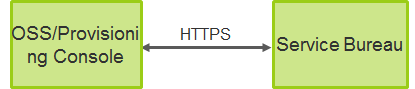 OSS/Provisioni
ng Console
HTTPS
Service Bureau